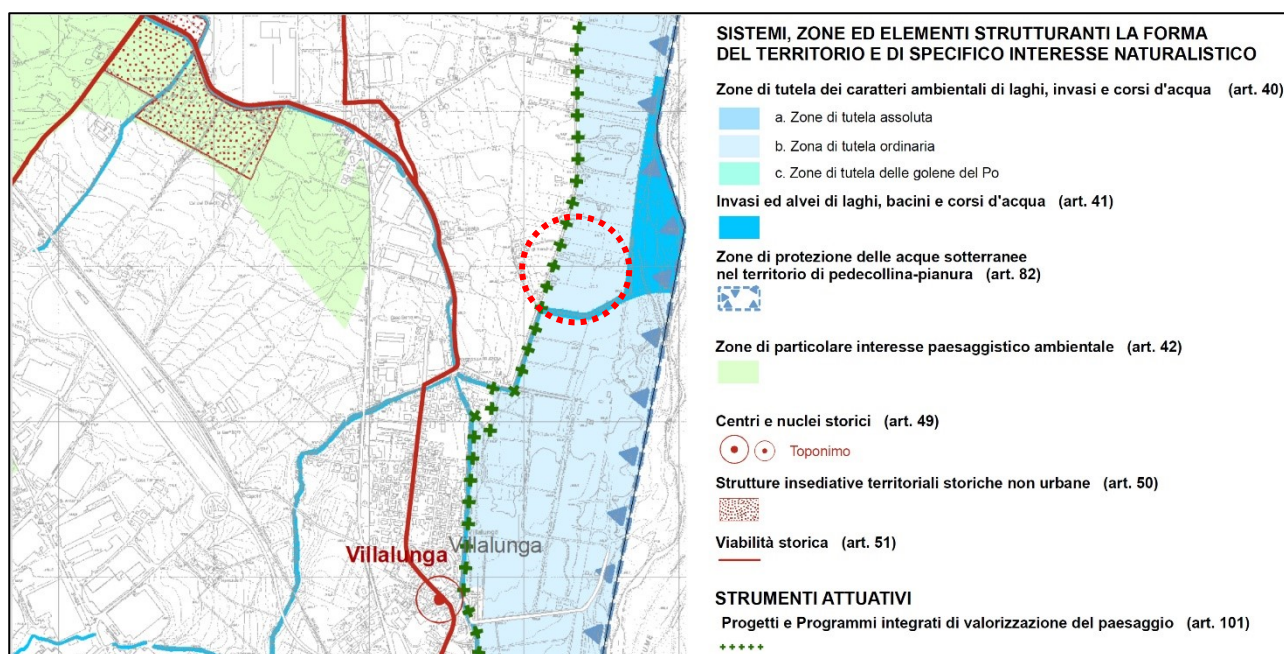 Villalunga
Villalunga
SISTEMI, ZONE ED ELEMENTI STRUTTURANTI LA FORMA
DEL TERRITORIO E DI SPECIFICO INTERESSE NATURALISTICO
Zone di tutela dei caratteri ambientali di laghi, invasi e corsi d'acqua (art. 40)
a. Zone di tutela assoluta
b. Zona di tutela ordinaria
c. Zone di tutela delle golene del Po
Invasi ed alvei di laghi, bacini e corsi d'acqua (art. 41)
Zone di protezione delle acque sotterranee
nel territorio di pedecollina-pianura (art. 82)
Zone di particolare interesse paesaggistico ambientale (art. 42)
Centri e nuclei storici (art. 49)
Toponimo
Strutture insediative territoriali storiche non urbane (art. 50)
Viabilità storica (art. 51)
STRUMENTI ATTUATIVI
Progetti e Programmi integrati di valorizzazione del paesaggio (art. 101)